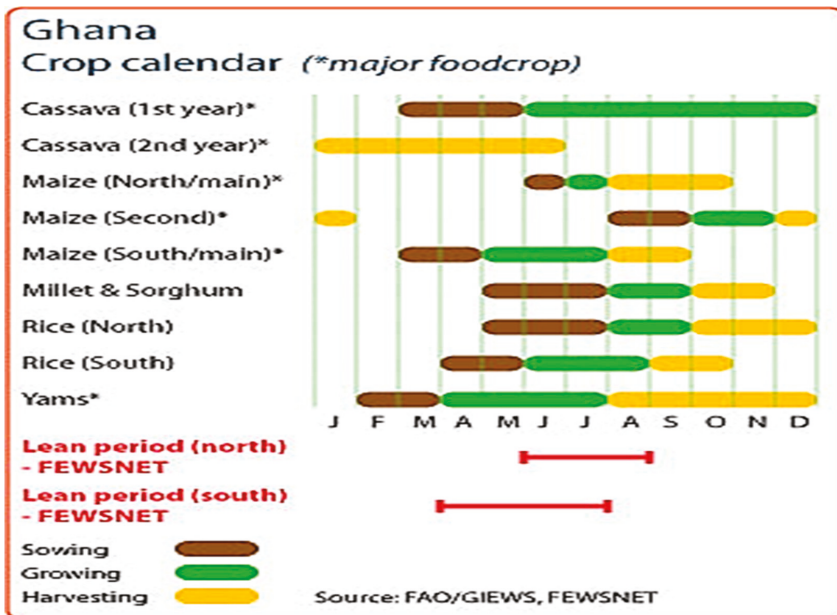 Ghana
Crop calendar (*major foodcrop)
Cassava (1st year)*
Cassava (2nd year)*
Maize (North/main)*
Maize (Second)*
Maize (South/main)*
Millet & Sorghum
Rice (North)
Rice (South)
Yams*
J F M A M J J A S O N D
Lean period (north)
- FEWSNET
Lean period (south)
- FEWSNET
Sowing
Growing
Harvesting
Source: FAO/GIEWS, FEWSNET